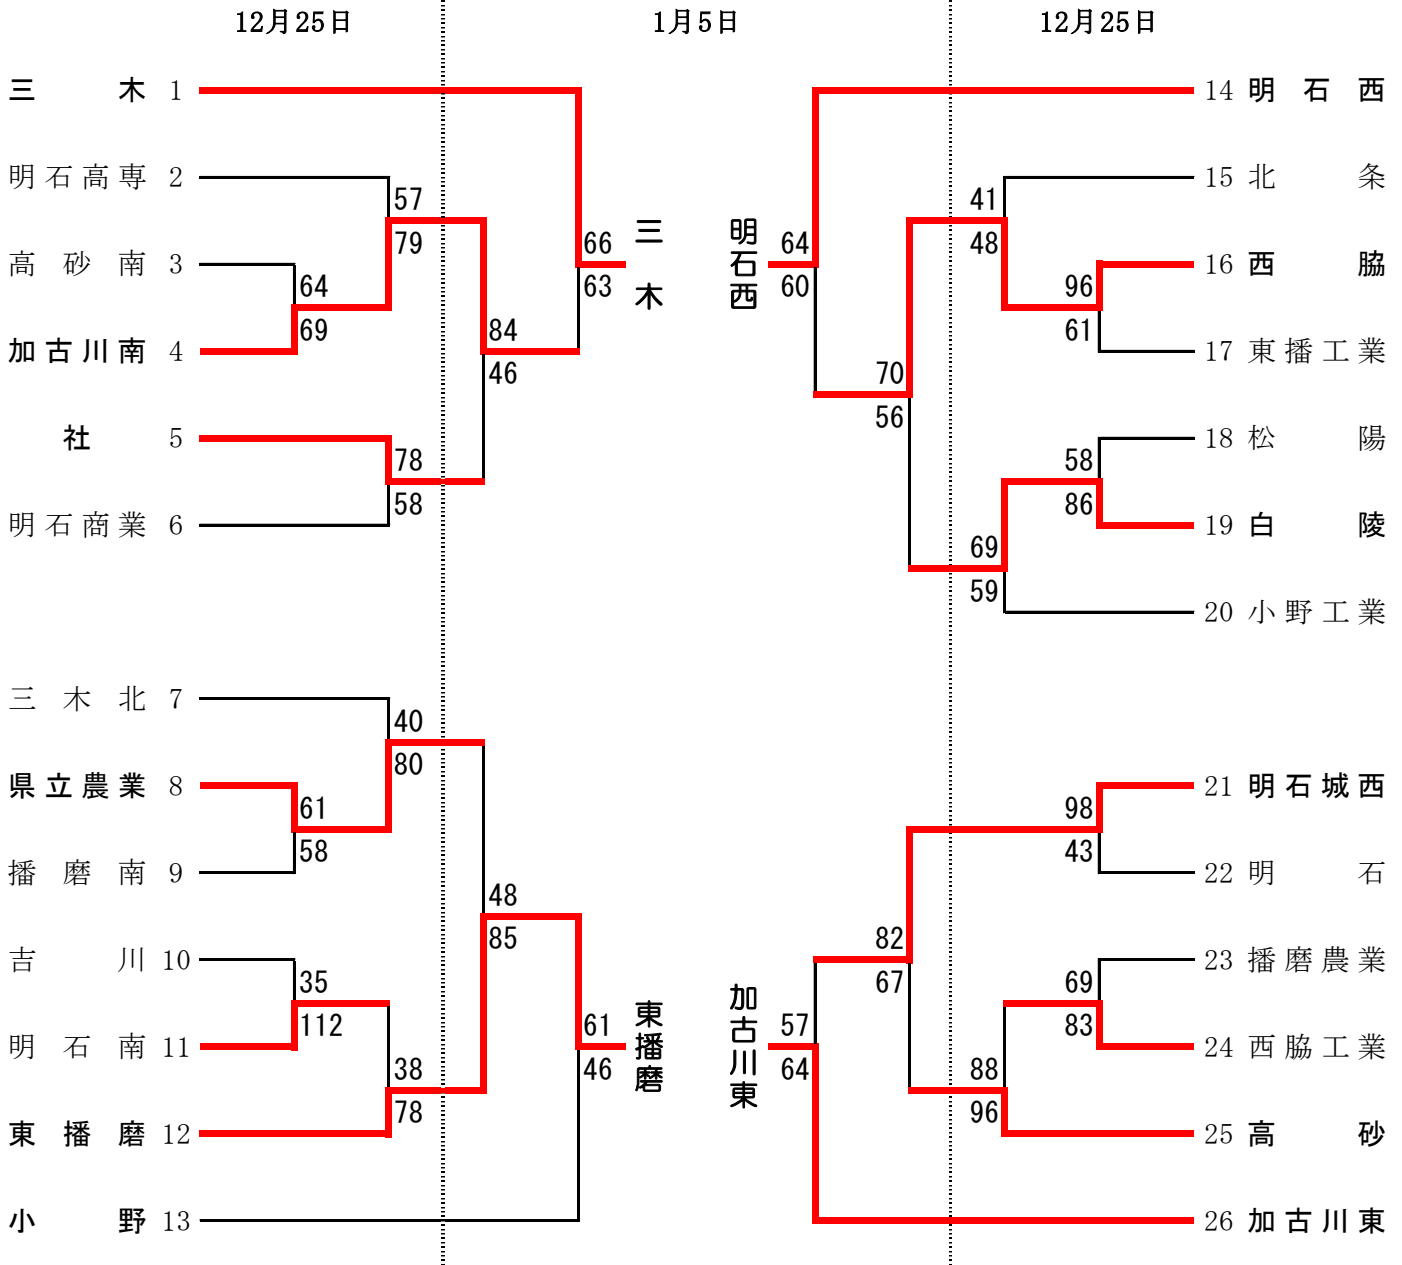 12月25日
1月5日
12月25日
三木 1
明石高専 2
高砂南 3
加古川南 4
社 5
明石商業 6
三木北 7
県立農業 8
播磨南 9
吉川 10
明石南 11
東播磨 12
小野 13
57
79
64
69
78
58
84
46
66
63
三木
40
80
61
58
35
112
38
78
48
85
61
46
東播磨
明石西
64
60
70
56
41
48
96
61
58
86
69
59
加古川東
57
64
82
67
98
43
69
83
88
96
14 明石西
15 北条
16 西脇
17 東播工業
18 松陽
19 白陵
20 小野工業
21 明石城西
22 明石
23 播磨農業
24 西脇工業
25 高砂
26 加古川東